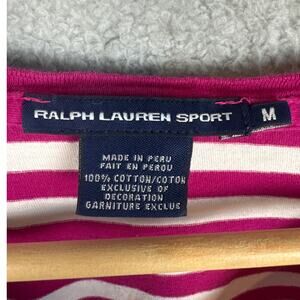 RALPH LAUREN SPORT
M
MADE IN PERU
FAIT EN PEROU
100% COTTON/COTON
EXCLUSIVE OF
DECORATION
GARNITURE EXCLUE